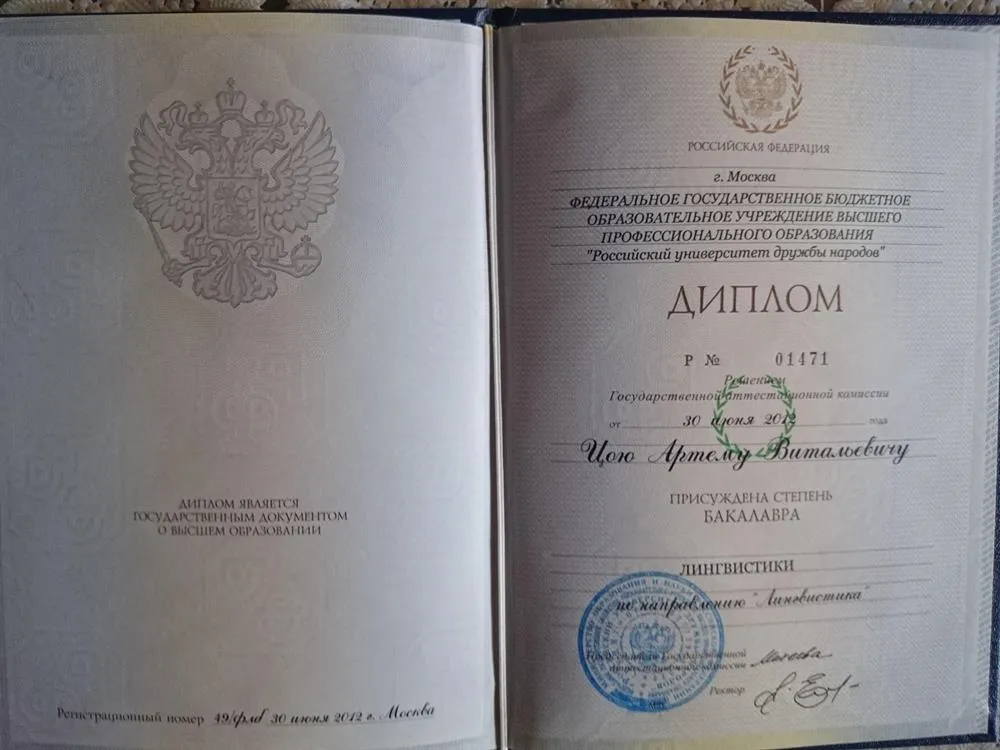 ДИПЛОМ ЯВЛЯЕТСЯ
ГОСУДАРСТВЕННЫМ ДОКУМЕНТОМ
О ВЫСШЕМ ОБРАЗОВАНИИ
Регистрационный номер 49/флб 30 июня 2012 г. Москва
РОССИЙСКАЯ ФЕДЕРАЦИЯ
г. Москва
ФЕДЕРАЛЬНОЕ ГОСУДАРСТВЕННОЕ БЮДЖЕТНОЕ
ОБРАЗОВАТЕЛЬНОЕ УЧРЕЖДЕНИЕ ВЫСШЕГО
ПРОФЕССИОНАЛЬНОГО ОБРАЗОВАНИЯ
"Российский университет дружбы народов"
ДИПЛОМ
Р № 01471
Решением
Государственной аттестационной комиссии
от 30 июня 2012 года
Цою Артему Витальевичу
ПРИСУЖДЕНА СТЕПЕНЬ
БАКАЛАВРА
ЛИНГВИСТИКИ
по направлению "Лингвистика"
Председатель Государственной
аттестационной комиссии
Ректор